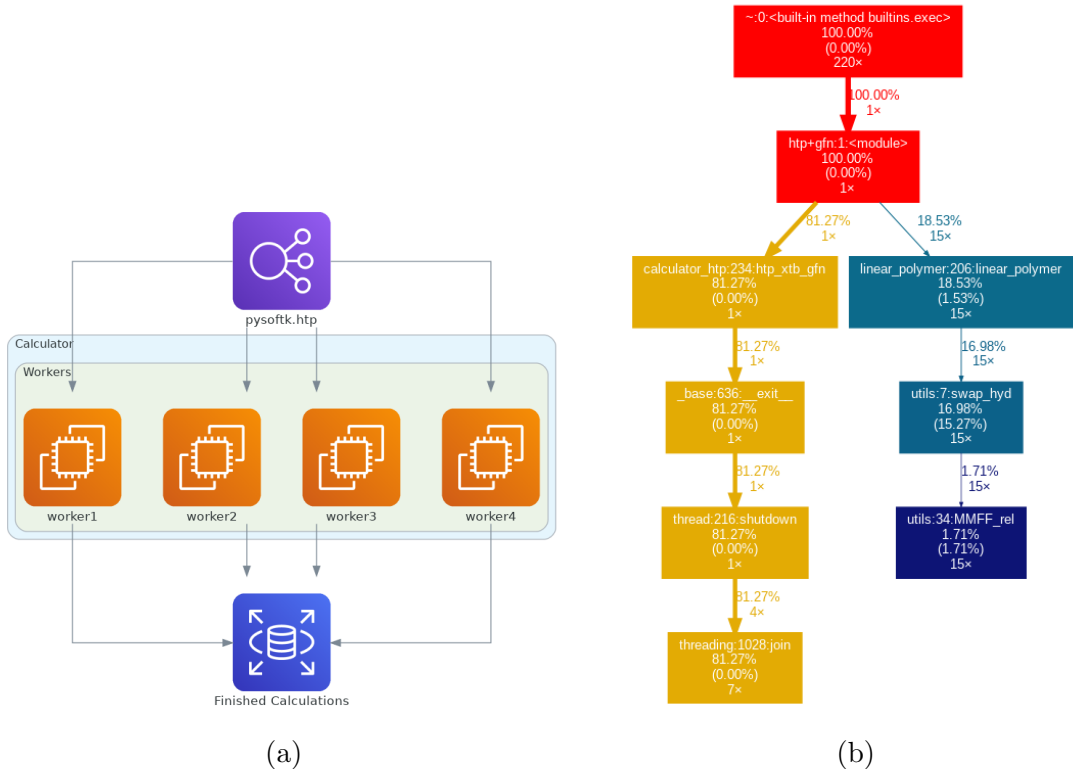 pysoftk.htp
Calculator
Workers
worker1
worker2
worker3
worker4
Finished Calculations
(a)
~:0:<built-in method builtins.exec>
100.00%
(0.00%)
220×
100.00%
1×
htp+gfn:1:<module>
100.00%
(0.00%)
1×
81.27%
1×
18.53%
15×
calculator_htp:234:htp_xtb_gfn
81.27%
(0.00%)
1×
linear_polymer:206:linear_polymer
18.53%
(1.53%)
15×
81.27%
1×
16.98%
15×
_base:636:__exit__
81.27%
(0.00%)
1×
utils:7:swap_hyd
16.98%
(15.27%)
15×
81.27%
1×
1.71%
15×
thread:216:shutdown
81.27%
(0.00%)
1×
utils:34:MMFF_rel
1.71%
(1.71%)
15×
81.27%
4×
threading:1028:join
81.27%
(0.00%)
7×
(b)